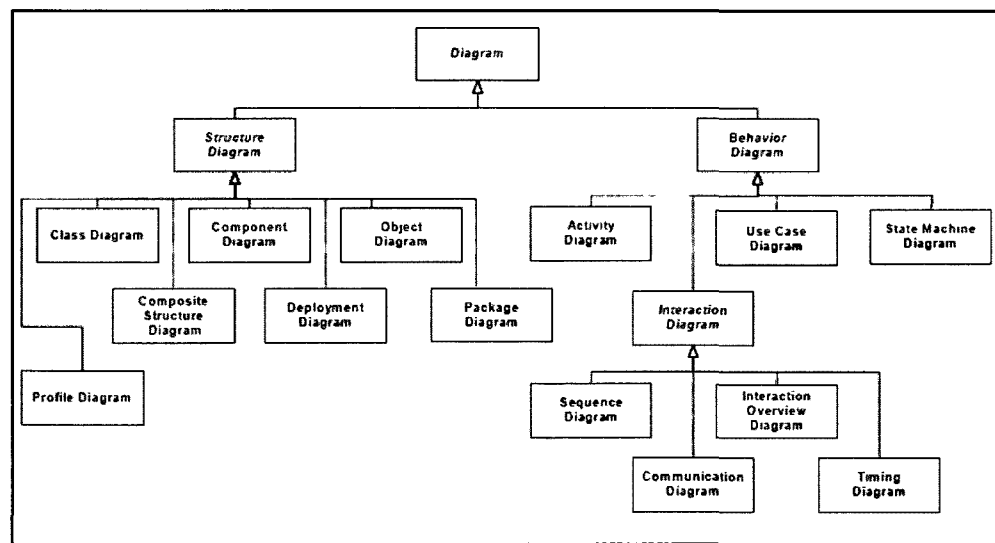 Diagram
Structure
Diagram
Behavior
Diagram
Class Diagram
Component
Diagram
Object
Diagram
Activity
Diagram
Use Case
Diagram
State Machine
Diagram
Composite
Structure
Diagram
Deployment
Diagram
Package
Diagram
Interaction
Diagram
Profile Diagram
Sequence
Diagram
Interaction
Overview
Diagram
Communication
Diagram
Timing
Diagram